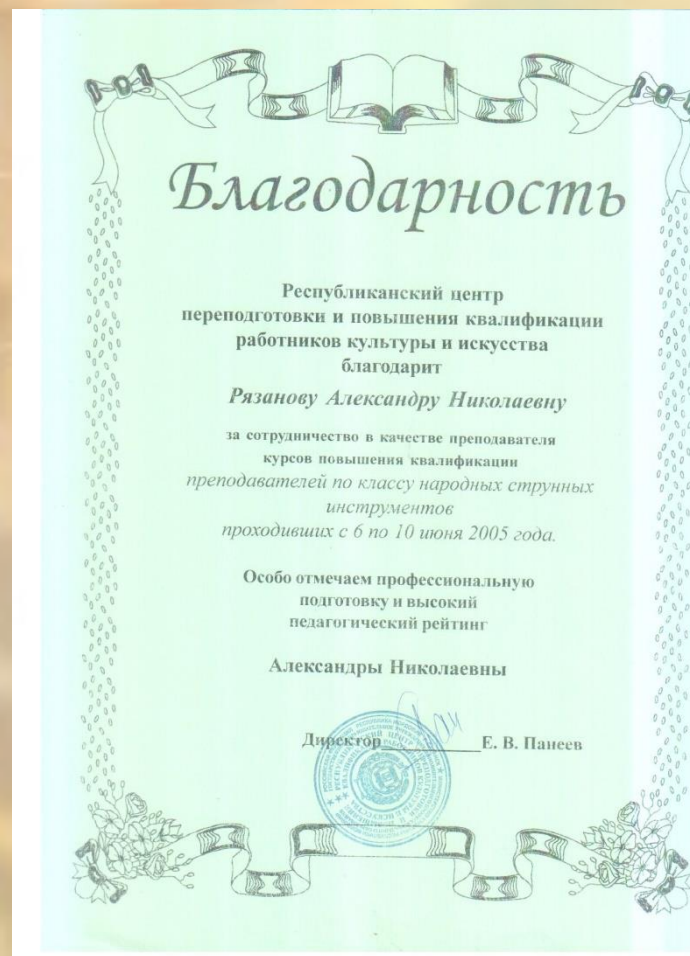 Благодарность
Республиканский центр
переподготовки и повышения квалификации
работников культуры и искусства
благодарит
Рязанову Александру Николаевну
за сотрудничество в качестве преподавателя
курсов повышения квалификации
преподавателей по классу народных струнных
инструментов
проходивших с 6 по 10 июня 2005 года.
Особо отмечаем профессиональную
подготовку и высокий
педагогический рейтинг
Александры Николаевны
Директор____________Е. В. Панеев